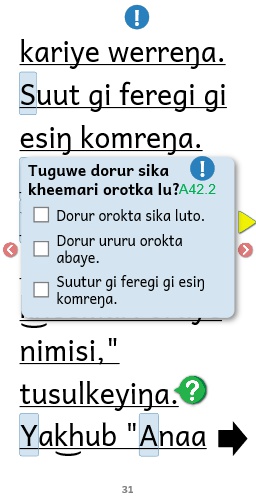 kariye werreŋa.
Suut gi feregi gi
esiŋ komreŋa.
Tuguwe dorur sika
kheemari orotka lu?A42.2
Dorur orokta sika luto.
Dorur ururu orokta
abaye.
Suutur gi feregi gi esiŋ
komreŋa.
nimisi,"
tusulkeyiŋa.
Yakhub "Anaa
31